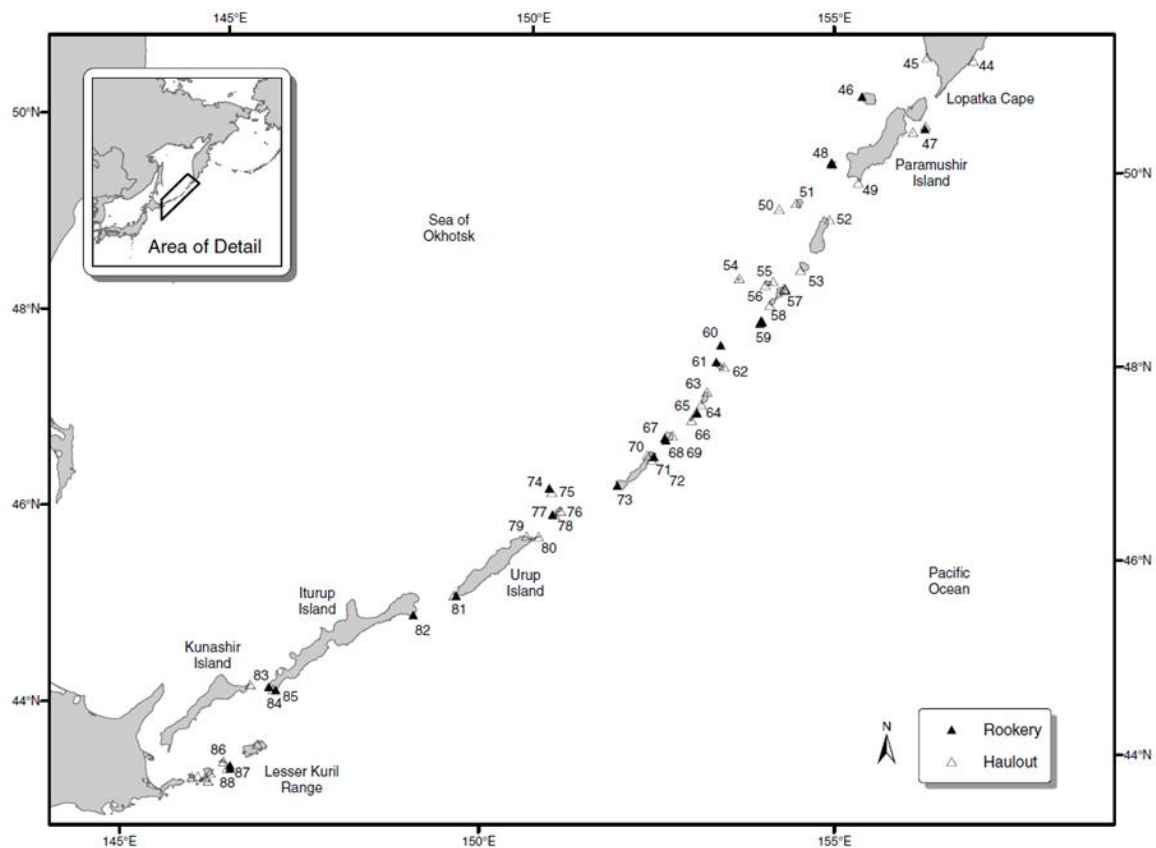 145°E 150°E 155°E
45
44
46
Lopatka Cape
50°N
47
48
Paramushir
Island
50°N
49
51
50
52
Sea of
Okhotsk
Area of Detail
54
55
53
56
57
58
48°N
59
60
61
62
48°N
63
65
64
67
66
70
68 69
71
72
74
75
73
46°N
77
76
78
79
80
46°N
Urup
Island
Pacific
Ocean
Iturup
Island
81
82
Kunashir
Island
83
85
84
44°N
86
87
88
Lesser Kuril
Range
N
Rookery
Haulout
44°N
145°E 150°E 155°E